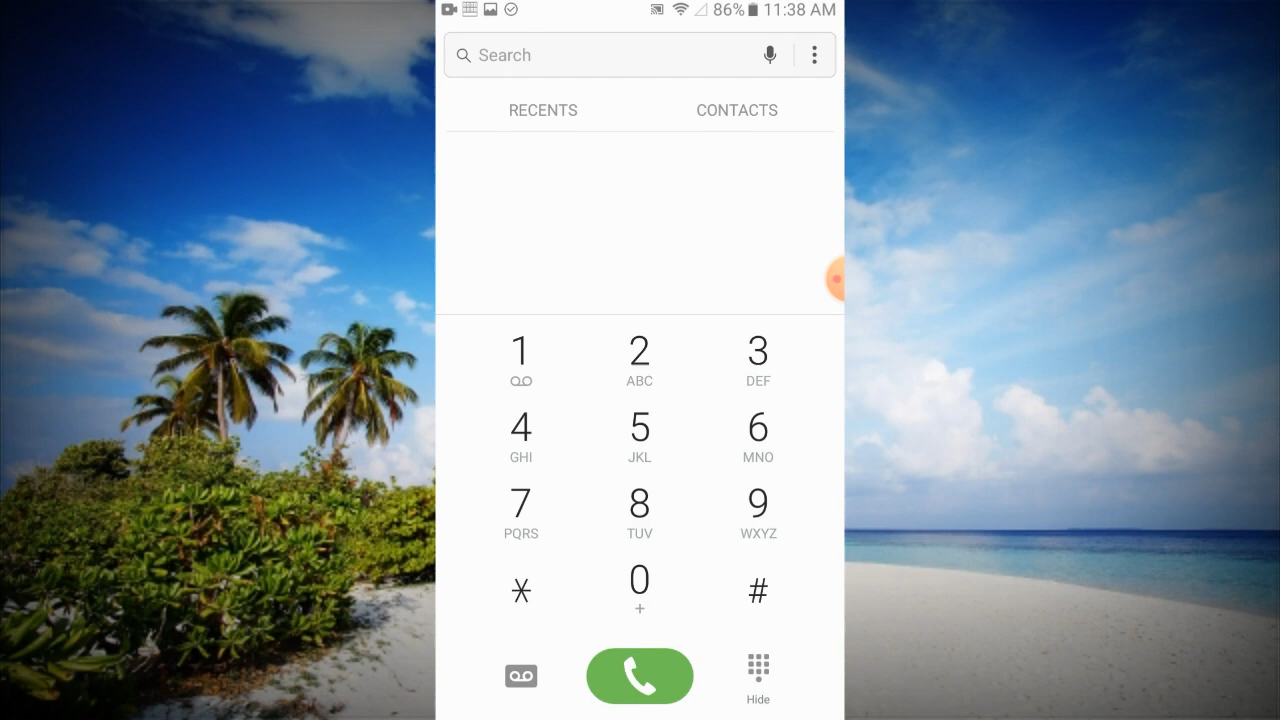 86% 11:38 AM
Search
RECENTS CONTACTS
1 2 3
ABC DEF
4 5 6
GHI JKL MNO
7 8 9
PQRS TUV WXYZ
* 0 #
+
Hide